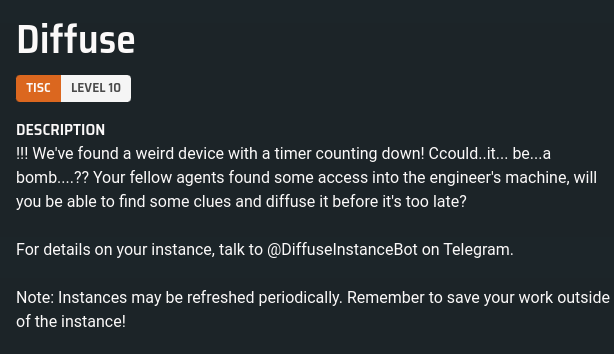 Diffuse
TISC LEVEL 10
DESCRIPTION
!!! We've found a weird device with a timer counting down! Ccould..it... be...a
bomb....?? Your fellow agents found some access into the engineer's machine, will
you be able to find some clues and diffuse it before it's too late?
For details on your instance, talk to @DiffuseInstanceBot on Telegram.
Note: Instances may be refreshed periodically. Remember to save your work outside
of the instance!